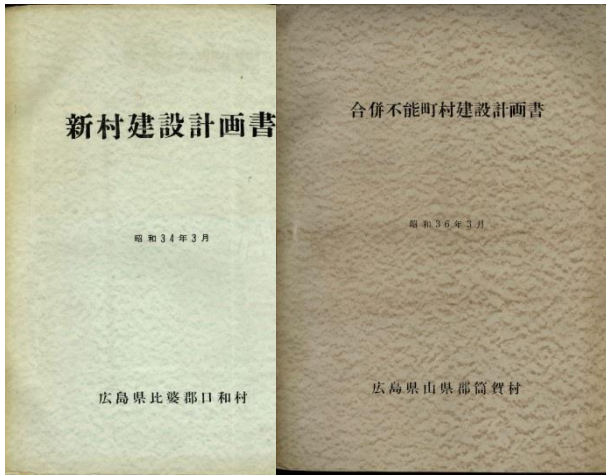 新村建設計画書
昭和34年3月
広島県比婆郡口和村
合併不能町村建設計画書
昭和36年3月
広島県山県郡筒賀村